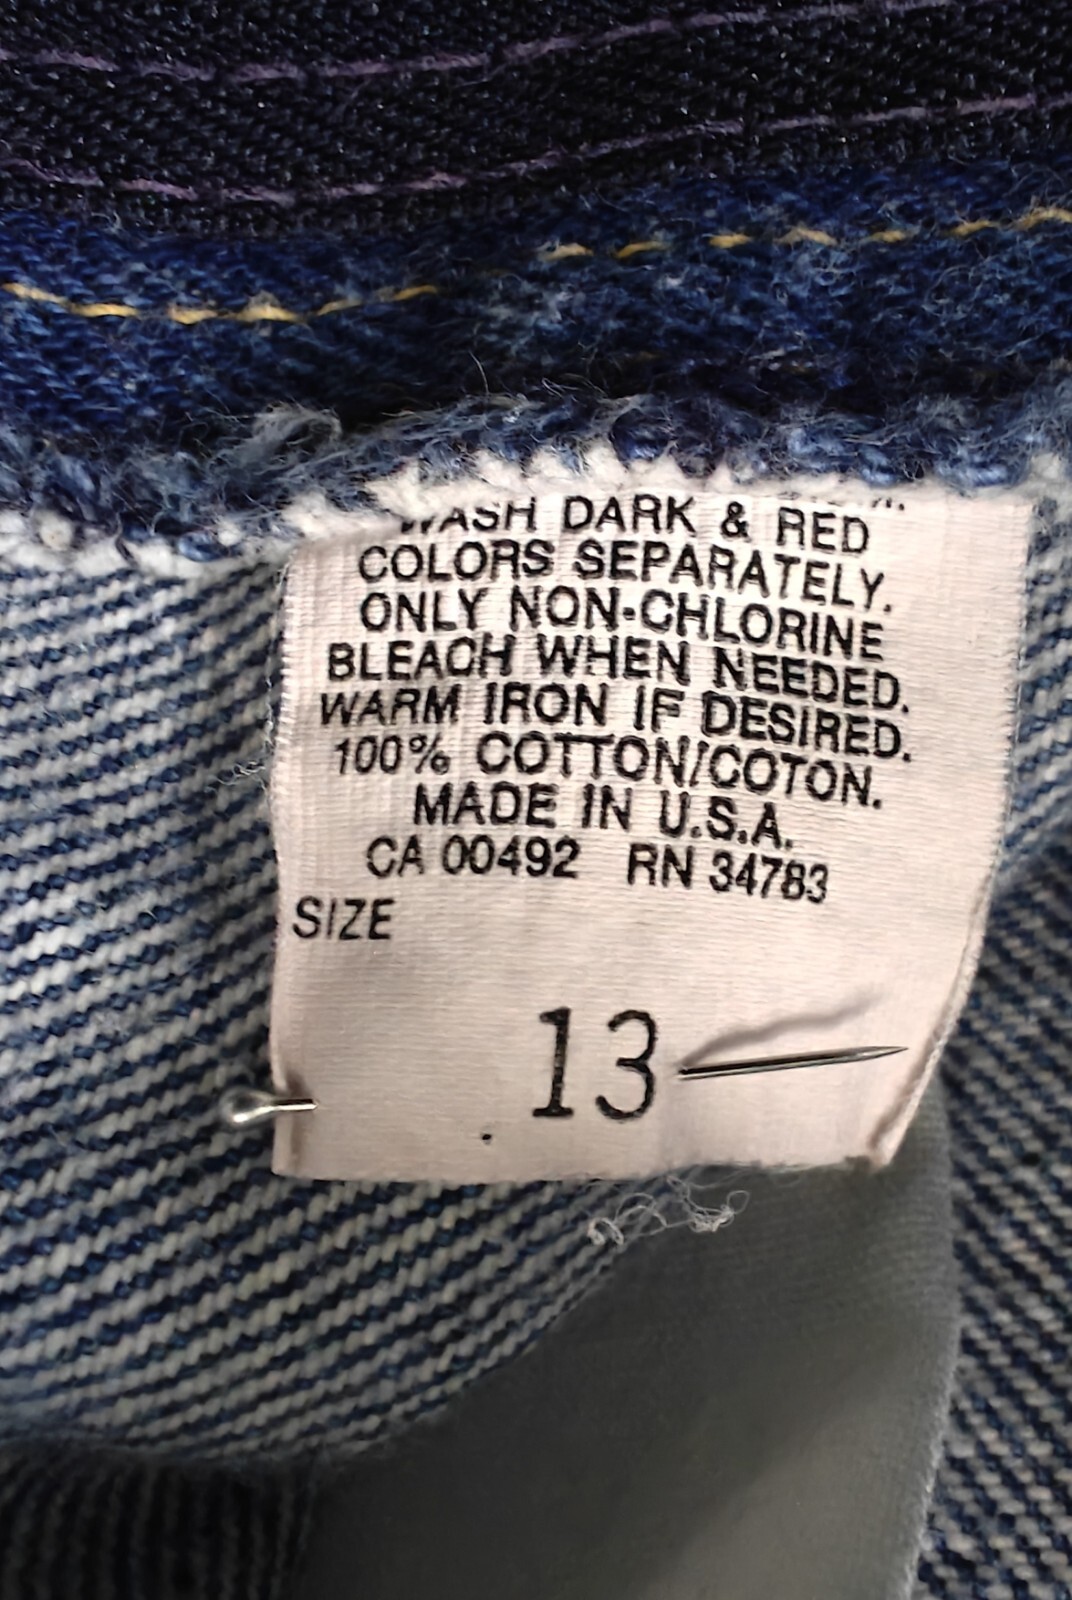 WASH DARK & RED
COLORS SEPARATELY.
ONLY NON-CHLORINE
BLEACH WHEN NEEDED.
WARM IRON IF DESIRED.
100% COTTON/COTON.
MADE IN U.S.A.
CA 00492 RN 34783
SIZE
13